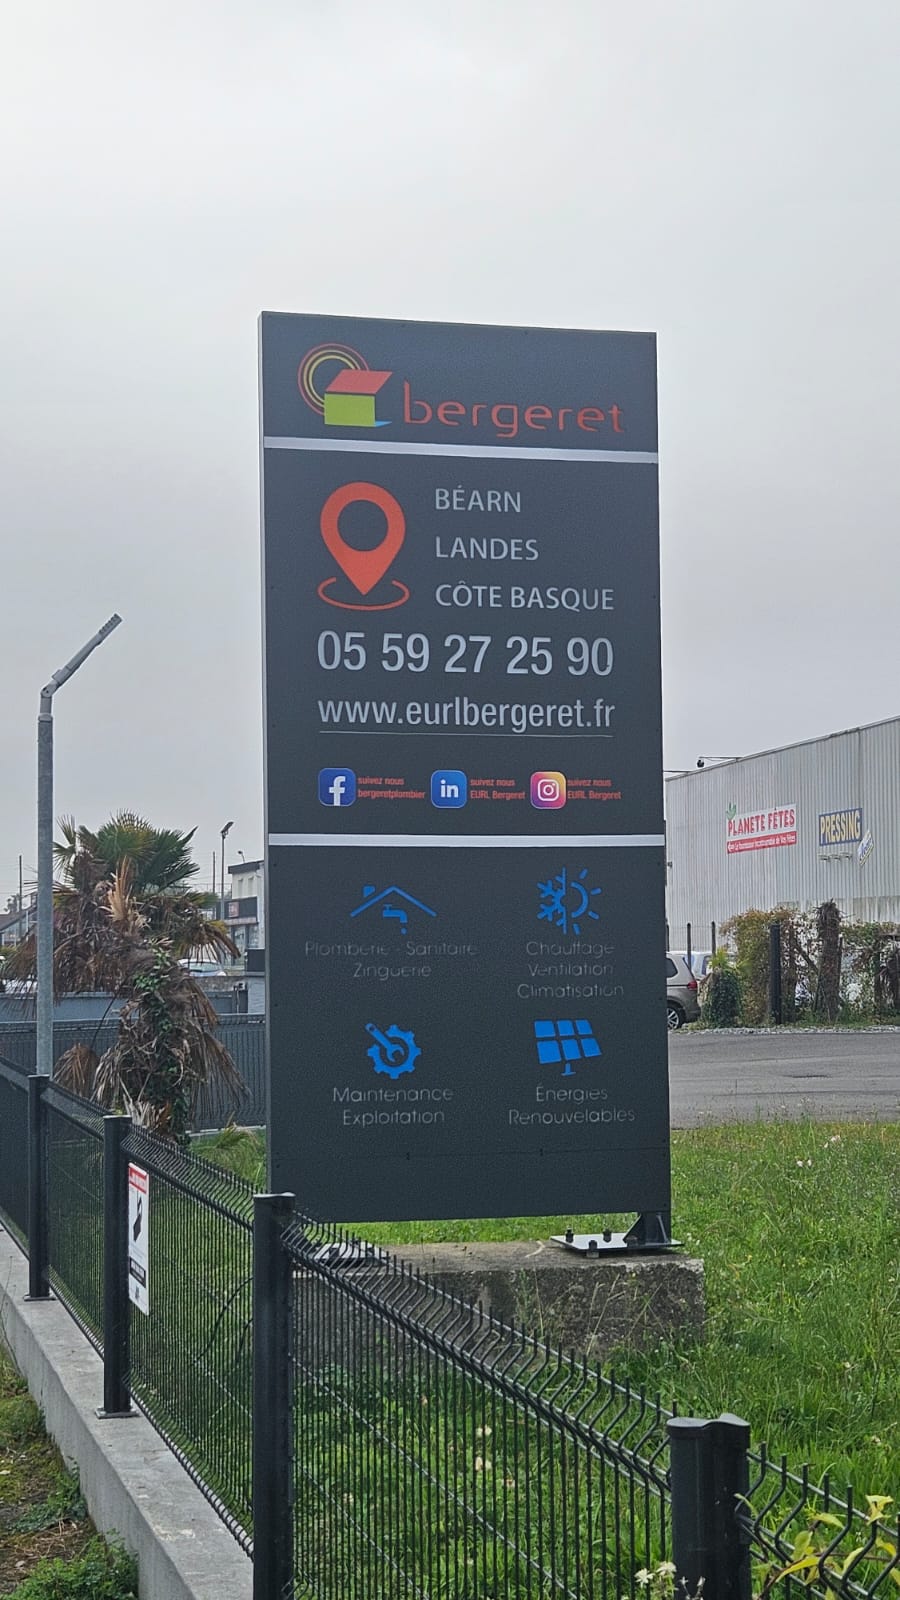 bergeret
BÉARN
LANDES
CÔTE BASQUE
05 59 27 25 90
www.eurlbergeret.fr
suivez nous
bergeretplombier
suivez nous
EURL Bergeret
suivez nous
EURL Bergeret
Plomberie - Sanitaire
Zinguerie
Chauffage
Ventilation
Climatisation
Maintenance
Exploitation
Énergies
Renouvelables
PLANETE FÊTES
PRESSING